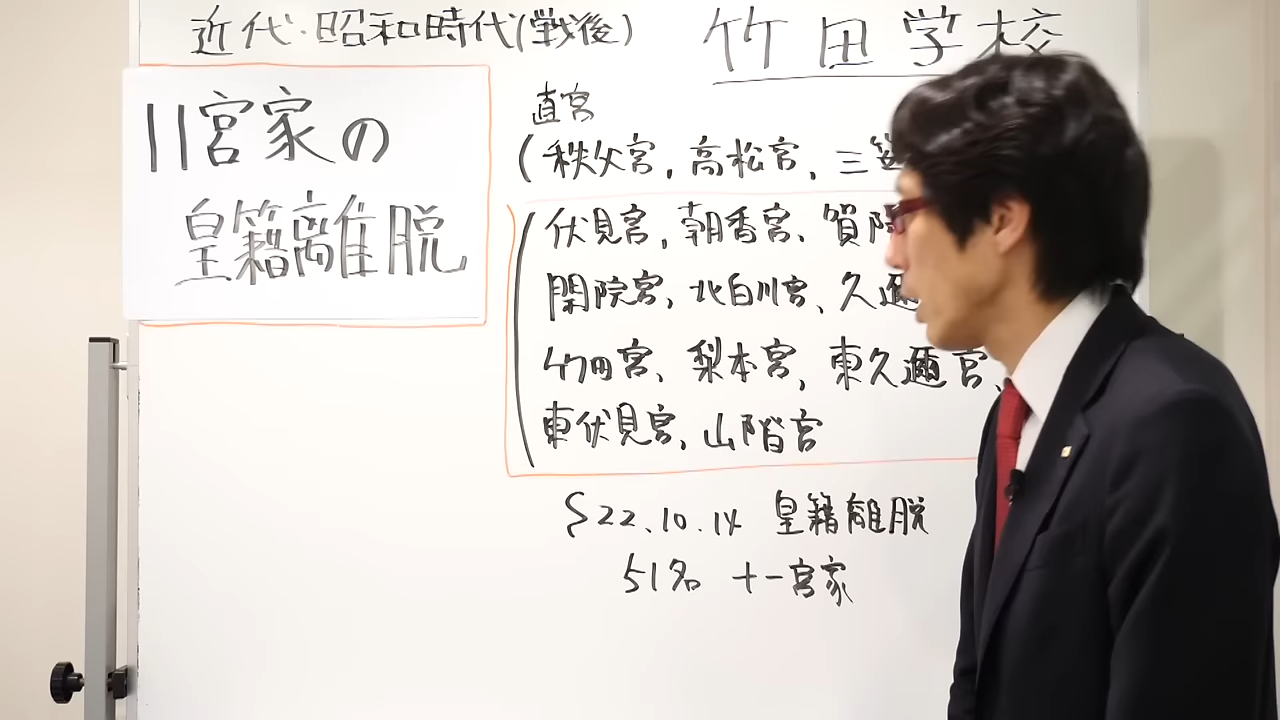 近代・昭和時代(戦後)
竹田学校
11宮家の
皇籍離脱
直宮
(秩父宮, 高松宮, 三笠
(伏見宮, 朝香宮、賀陽
閑院宮, 北白川宮、久邇
竹田宮、梨本宮, 東久邇宮、
東伏見宮, 山階宮
S22.10.14 皇籍離脱
51名 十一宮家